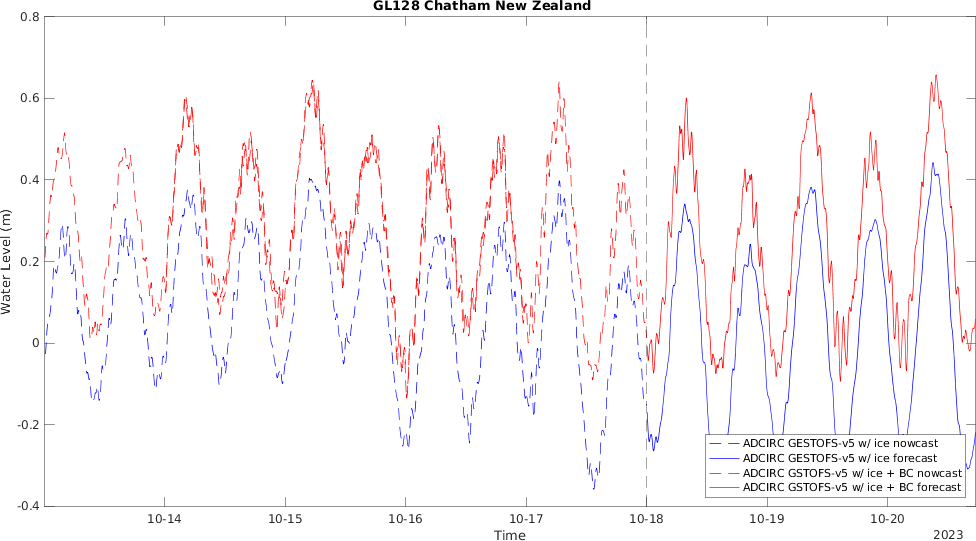 GL128 Chatham New Zealand
0.8
0.6
0.4
0.2
0
-0.2
-0.4
Water Level (m)
10-14
10-15
10-16
10-17
10-18
10-19
10-20
Time
2023
ADCIRC GESTOFS-v5 w/ ice nowcast
ADCIRC GESTOFS-v5 w/ ice forecast
ADCIRC GSTOFS-v5 w/ ice + BC nowcast
ADCIRC GSTOFS-v5 w/ ice + BC forecast